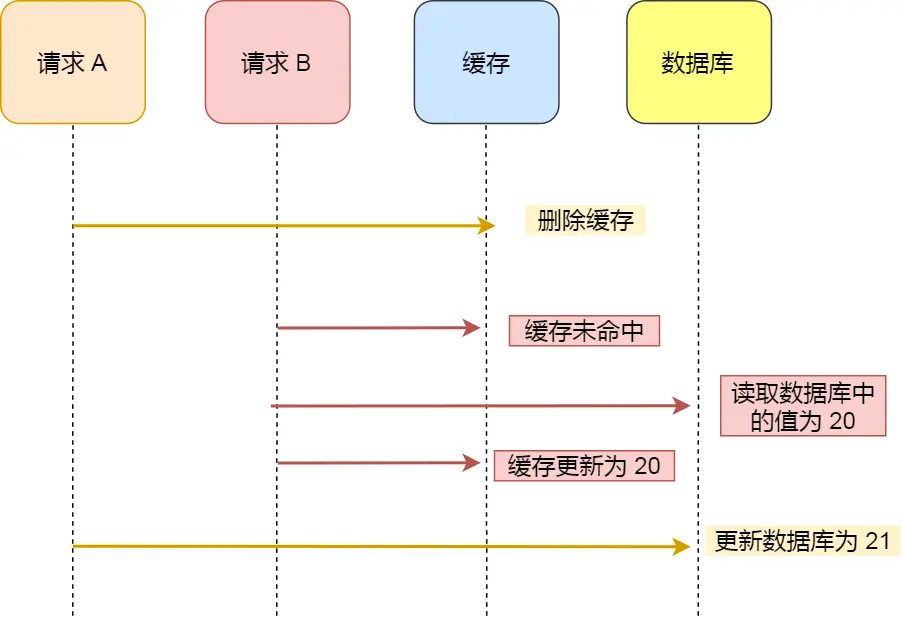 请求 A
请求 B
缓存
数据库
删除缓存
缓存未命中
读取数据库中
的值为 20
缓存更新为 20
更新数据库为 21